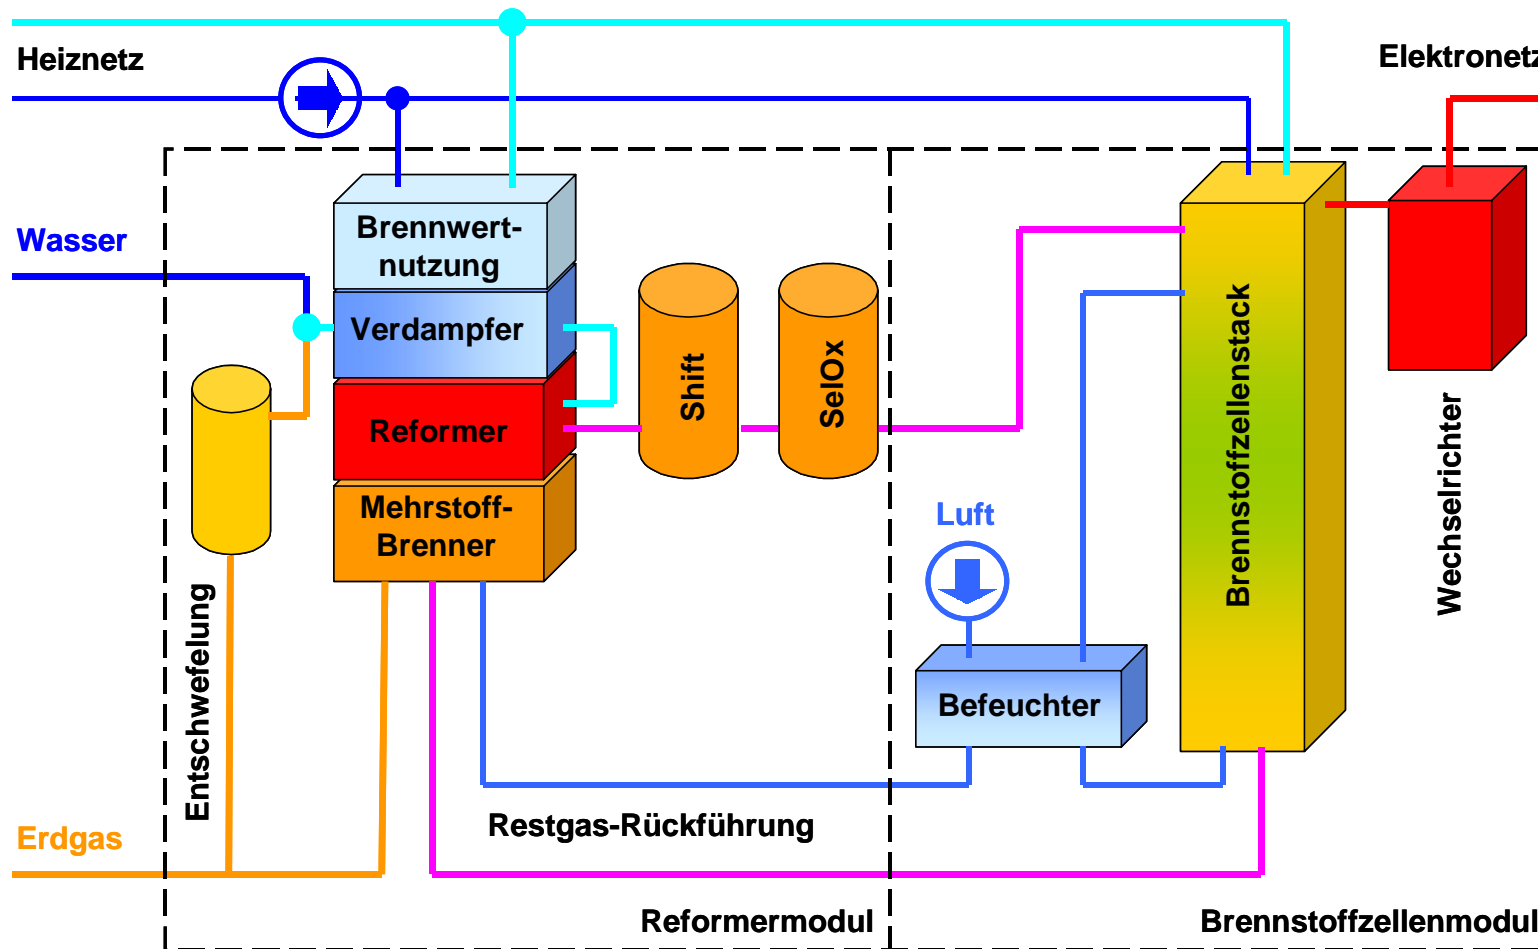 Heiznetz
Elektronetz
Wasser
Brennwert-
nutzung
Verdampfer
Reformer
Mehrstoff-
Brenner
Shift
SelOx
Brennstoffzellenstack
Wechselrichter
Luft
Befeuchter
Entschwefelung
Erdgas
Restgas-Rückführung
Reformermodul
Brennstoffzellenmodul